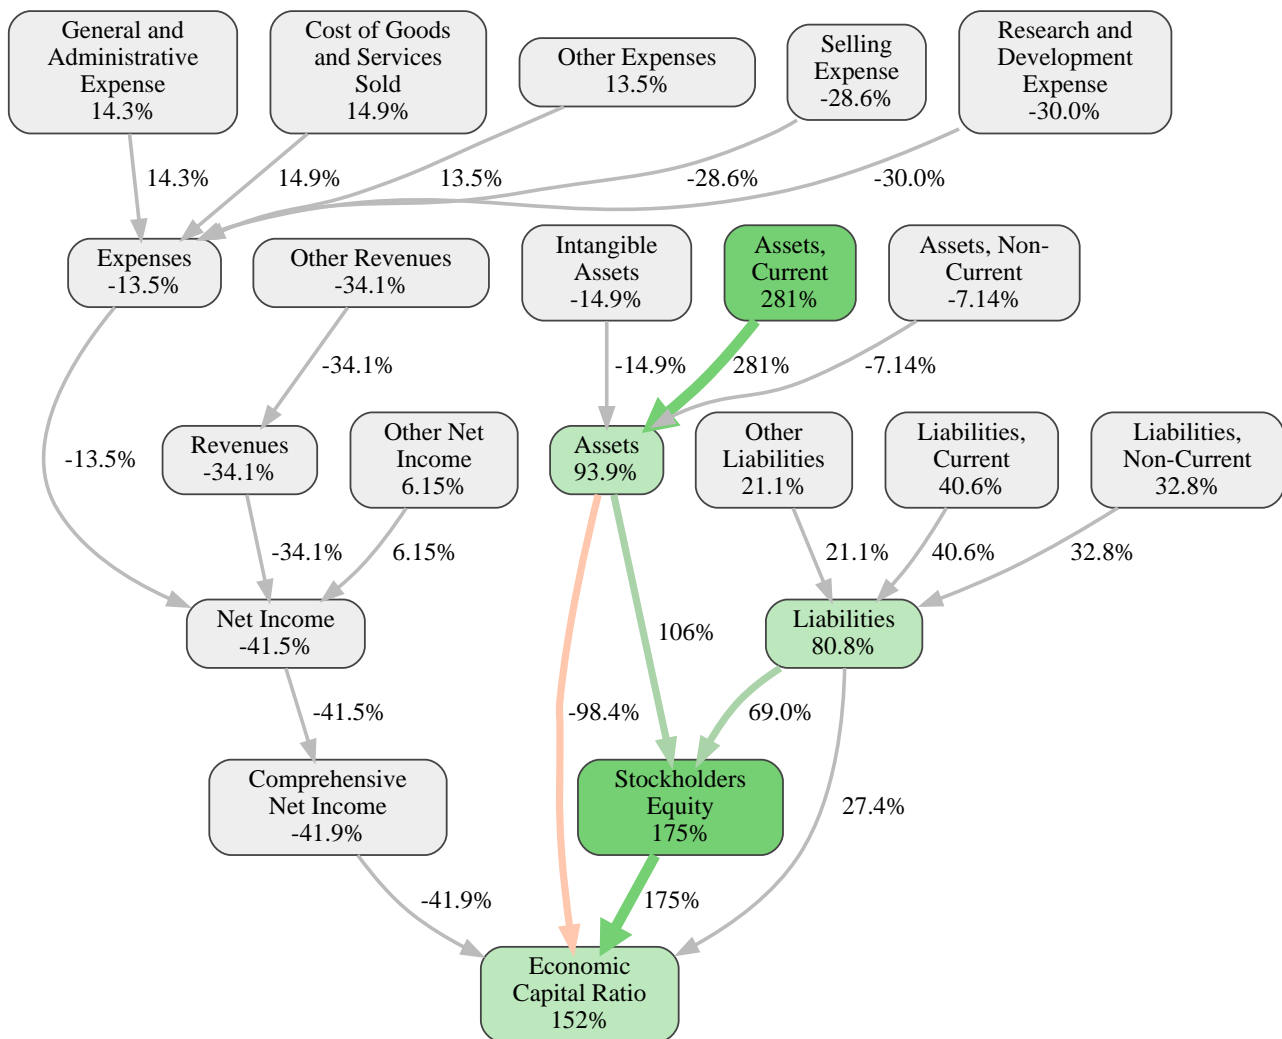 General and
Administrative
Expense
14.3%
Cost of Goods
and Services
Sold
14.9%
Other Expenses
13.5%
Selling
Expense
-28.6%
Research and
Development
Expense
-30.0%
14.3%
14.9%
13.5%
-28.6%
-30.0%
Expenses
-13.5%
Other Revenues
-34.1%
Intangible
Assets
-14.9%
Assets,
Current
281%
Assets, Non-
Current
-7.14%
-34.1%
-14.9%
281%
-7.14%
-13.5%
Revenues
-34.1%
Other Net
Income
6.15%
Assets
93.9%
Other
Liabilities
21.1%
Liabilities,
Current
40.6%
Liabilities,
Non-Current
32.8%
-34.1%
6.15%
21.1%
40.6%
32.8%
Net Income
-41.5%
106%
Liabilities
80.8%
-41.5%
-98.4%
69.0%
Comprehensive
Net Income
-41.9%
Stockholders
Equity
175%
27.4%
-41.9%
175%
Economic
Capital Ratio
152%